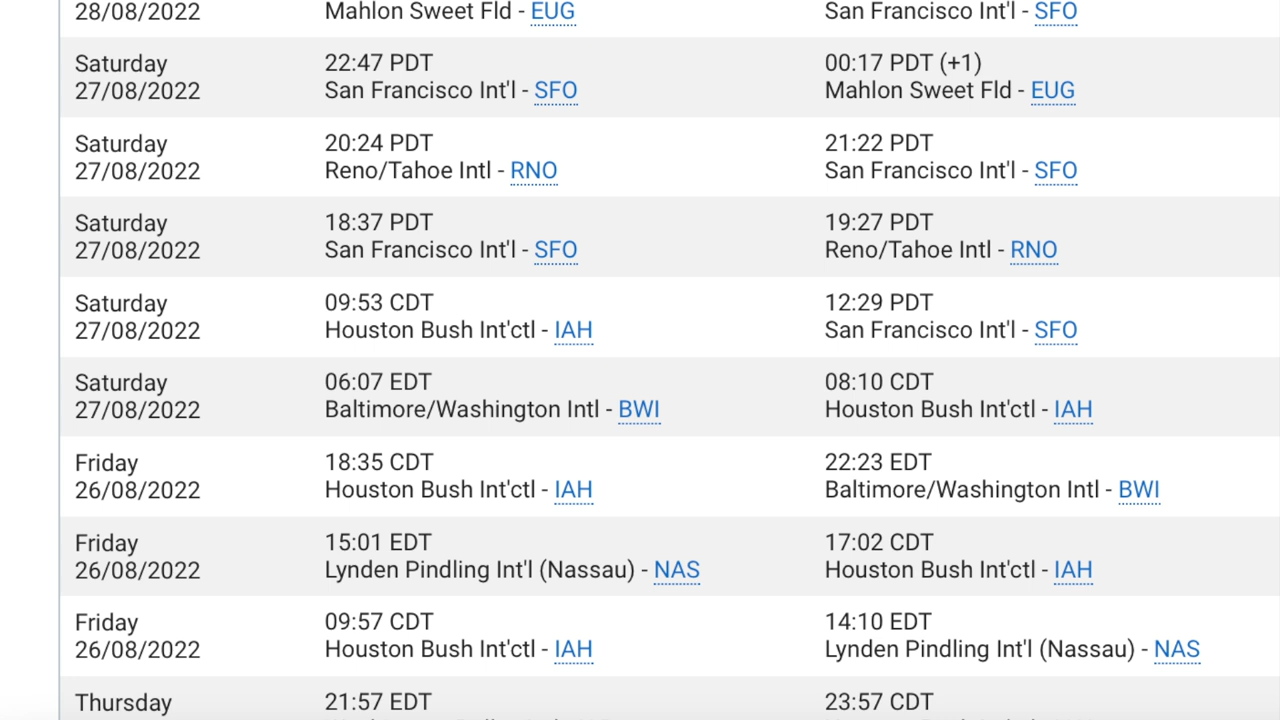 28/08/2022 Mahlon Sweet Fld - EUG San Francisco Int'l - SFO
Saturday 22:47 PDT 00:17 PDT (+1)
27/08/2022 San Francisco Int'l - SFO Mahlon Sweet Fld - EUG
Saturday 20:24 PDT 21:22 PDT
27/08/2022 Reno/Tahoe Intl - RNO San Francisco Int'l - SFO
Saturday 18:37 PDT 19:27 PDT
27/08/2022 San Francisco Int'l - SFO Reno/Tahoe Intl - RNO
Saturday 09:53 CDT 12:29 PDT
27/08/2022 Houston Bush Int'ctl - IAH San Francisco Int'l - SFO
Saturday 06:07 EDT 08:10 CDT
27/08/2022 Baltimore/Washington Intl - BWI Houston Bush Int'ctl - IAH
Friday 18:35 CDT 22:23 EDT
26/08/2022 Houston Bush Int'ctl - IAH Baltimore/Washington Intl - BWI
Friday 15:01 EDT 17:02 CDT
26/08/2022 Lynden Pindling Int'l (Nassau) - NAS Houston Bush Int'ctl - IAH
Friday 09:57 CDT 14:10 EDT
26/08/2022 Houston Bush Int'ctl - IAH Lynden Pindling Int'l (Nassau) - NAS
Thursday 21:57 EDT 23:57 CDT